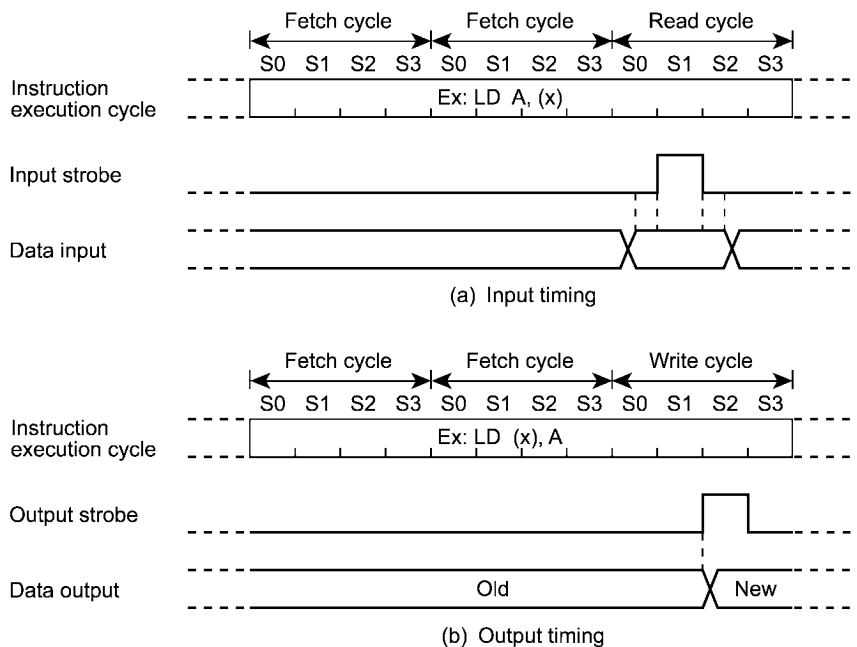 Fetch cycle Fetch cycle Read cycle
S0 S1 S2 S3 S0 S1 S2 S3 S0 S1 S2 S3
Instruction
execution cycle
Ex: LD A, (x)
Input strobe
Data input
(a) Input timing
Fetch cycle Fetch cycle Write cycle
S0 S1 S2 S3 S0 S1 S2 S3 S0 S1 S2 S3
Instruction
execution cycle
Ex: LD (x), A
Output strobe
Data output Old New
(b) Output timing